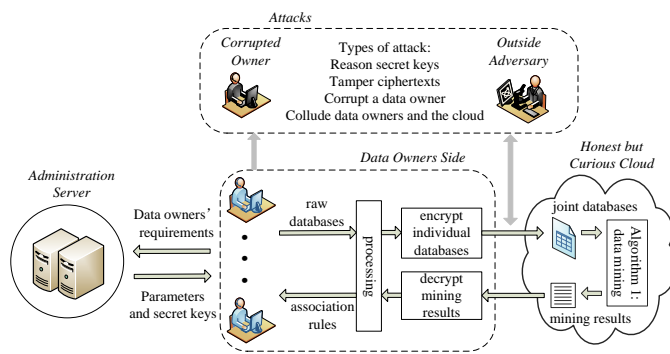 Attacks
Corrupted
Owner
Types of attack:
Reason secret keys
Tamper ciphertexts
Corrupt a data owner
Collude data owners and the cloud
Outside
Adversary
Administration
Server
Data Owners Side
Honest but
Curious Cloud
Data owners'
requirements
Parameters
and secret keys
raw
databases
association
rules
processing
encrypt
individual
databases
decrypt
mining
results
joint databases
Algorithm 1:
data mining
mining results